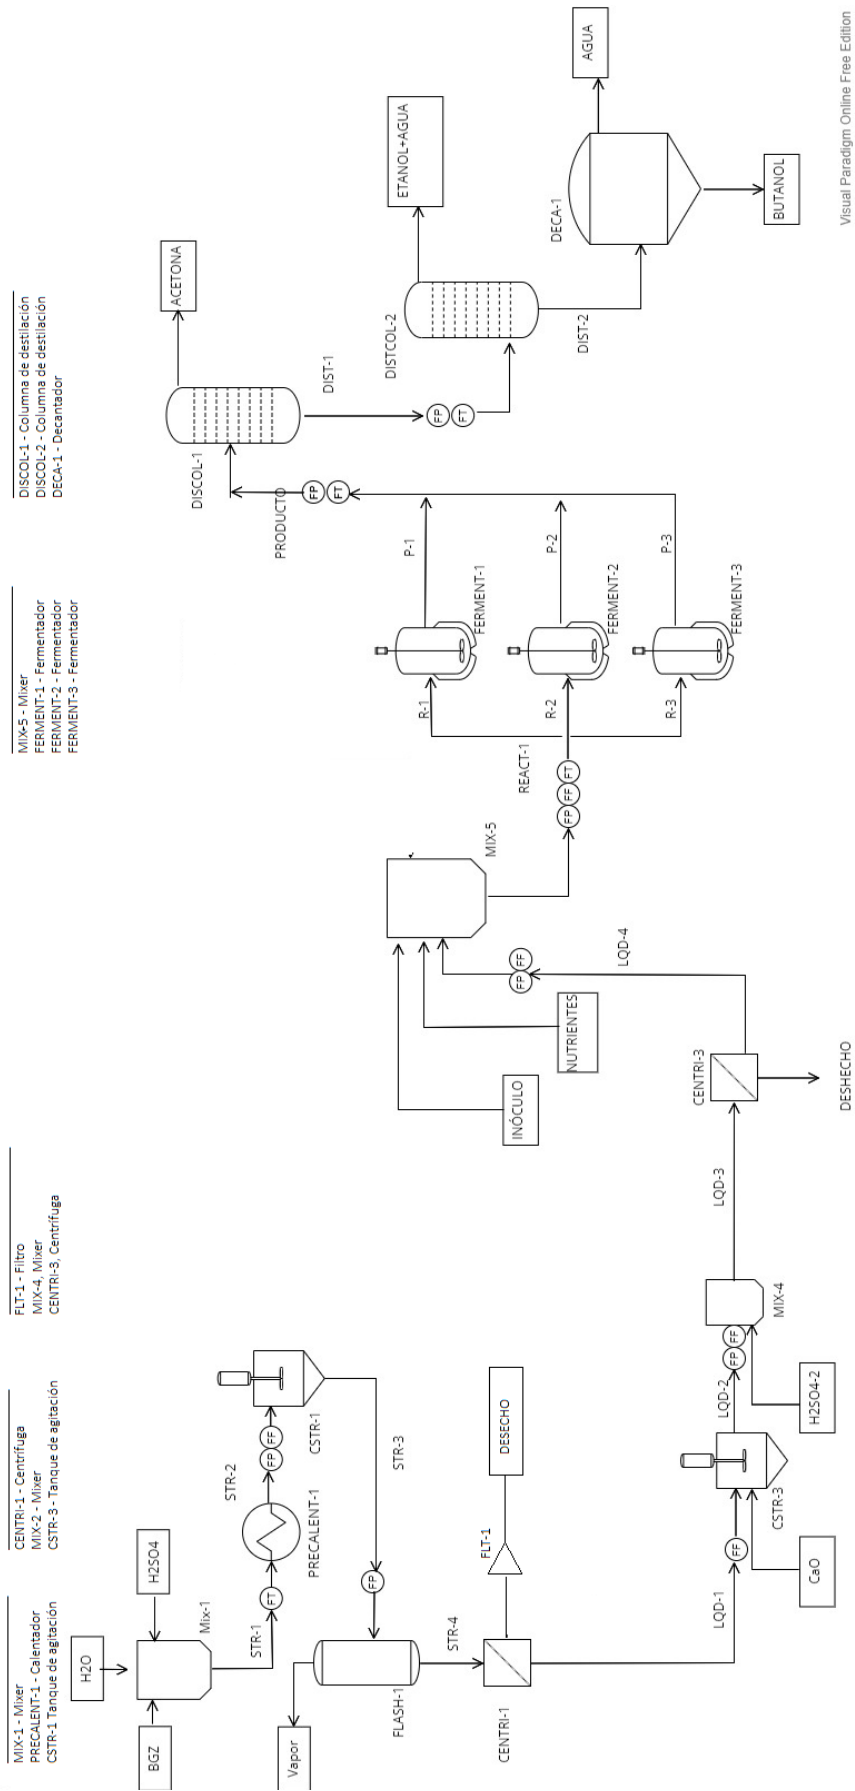 MIX-1 - Mixer
PRECALENT-1 - Calentador
CSTR-1 Tanque de agitación
CENTRI-1 - Centrífuga
MIX-2 - Mixer
CSTR-3 - Tanque de agitación
FLT-1 - Filtro
MIX-4, Mixer
CENTRI-3, Centrífuga
MIX-5 - Mixer
FERMENT-1 - Fermentador
FERMENT-2 - Fermentador
FERMENT-3 - Fermentador
DISCOL-1 - Columna de destilación
DISCOL-2 - Columna de destilación
DECA-1 - Decantador
H2O
H2SO4
BGZ
Mix-1
STR-1
FT
PRECALENT-1
STR-2
FP
FF
CSTR-1
STR-3
FP
Vapor
FLASH-1
STR-4
CENTRI-1
FLT-1
DESECHO
LQD-1
FF
CaO
CSTR-3
LQD-2
FP
FF
H2SO4-2
MIX-4
LQD-3
CENTRI-3
DESHECHO
LQD-4
FP
FF
INÓCULO
NUTRIENTES
MIX-5
REACT-1
FP
FF
FT
R-1
R-2
R-3
FERMENT-1
FERMENT-2
FERMENT-3
P-1
P-2
P-3
PRODUCTO
FP
FT
DISCOL-1
ACETONA
DIST-1
FP
FT
DISTCOL-2
ETANOL+AGUA
DIST-2
DECA-1
AGUA
BUTANOL
Visual Paradigm Online Free Edition